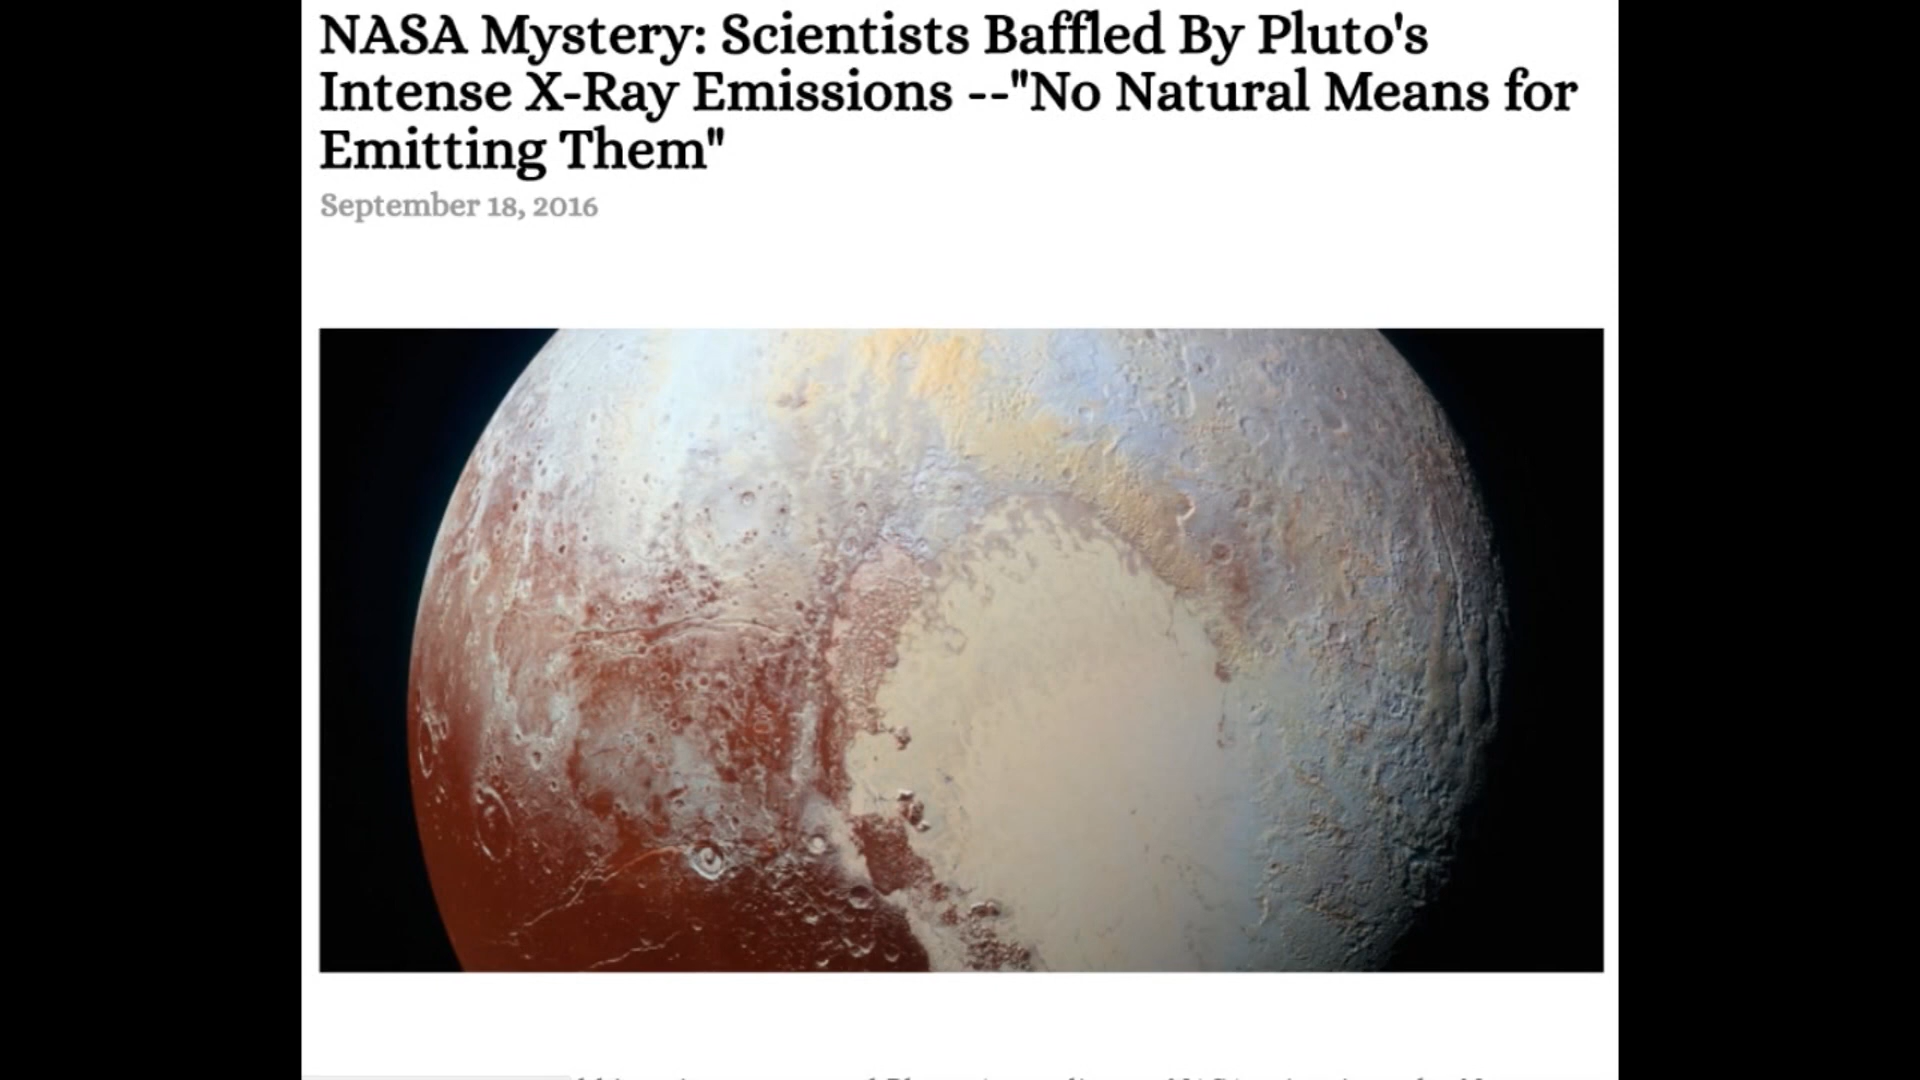 NASA Mystery: Scientists Baffled By Pluto's
Intense X-Ray Emissions --"No Natural Means for
Emitting Them"
September 18, 2016